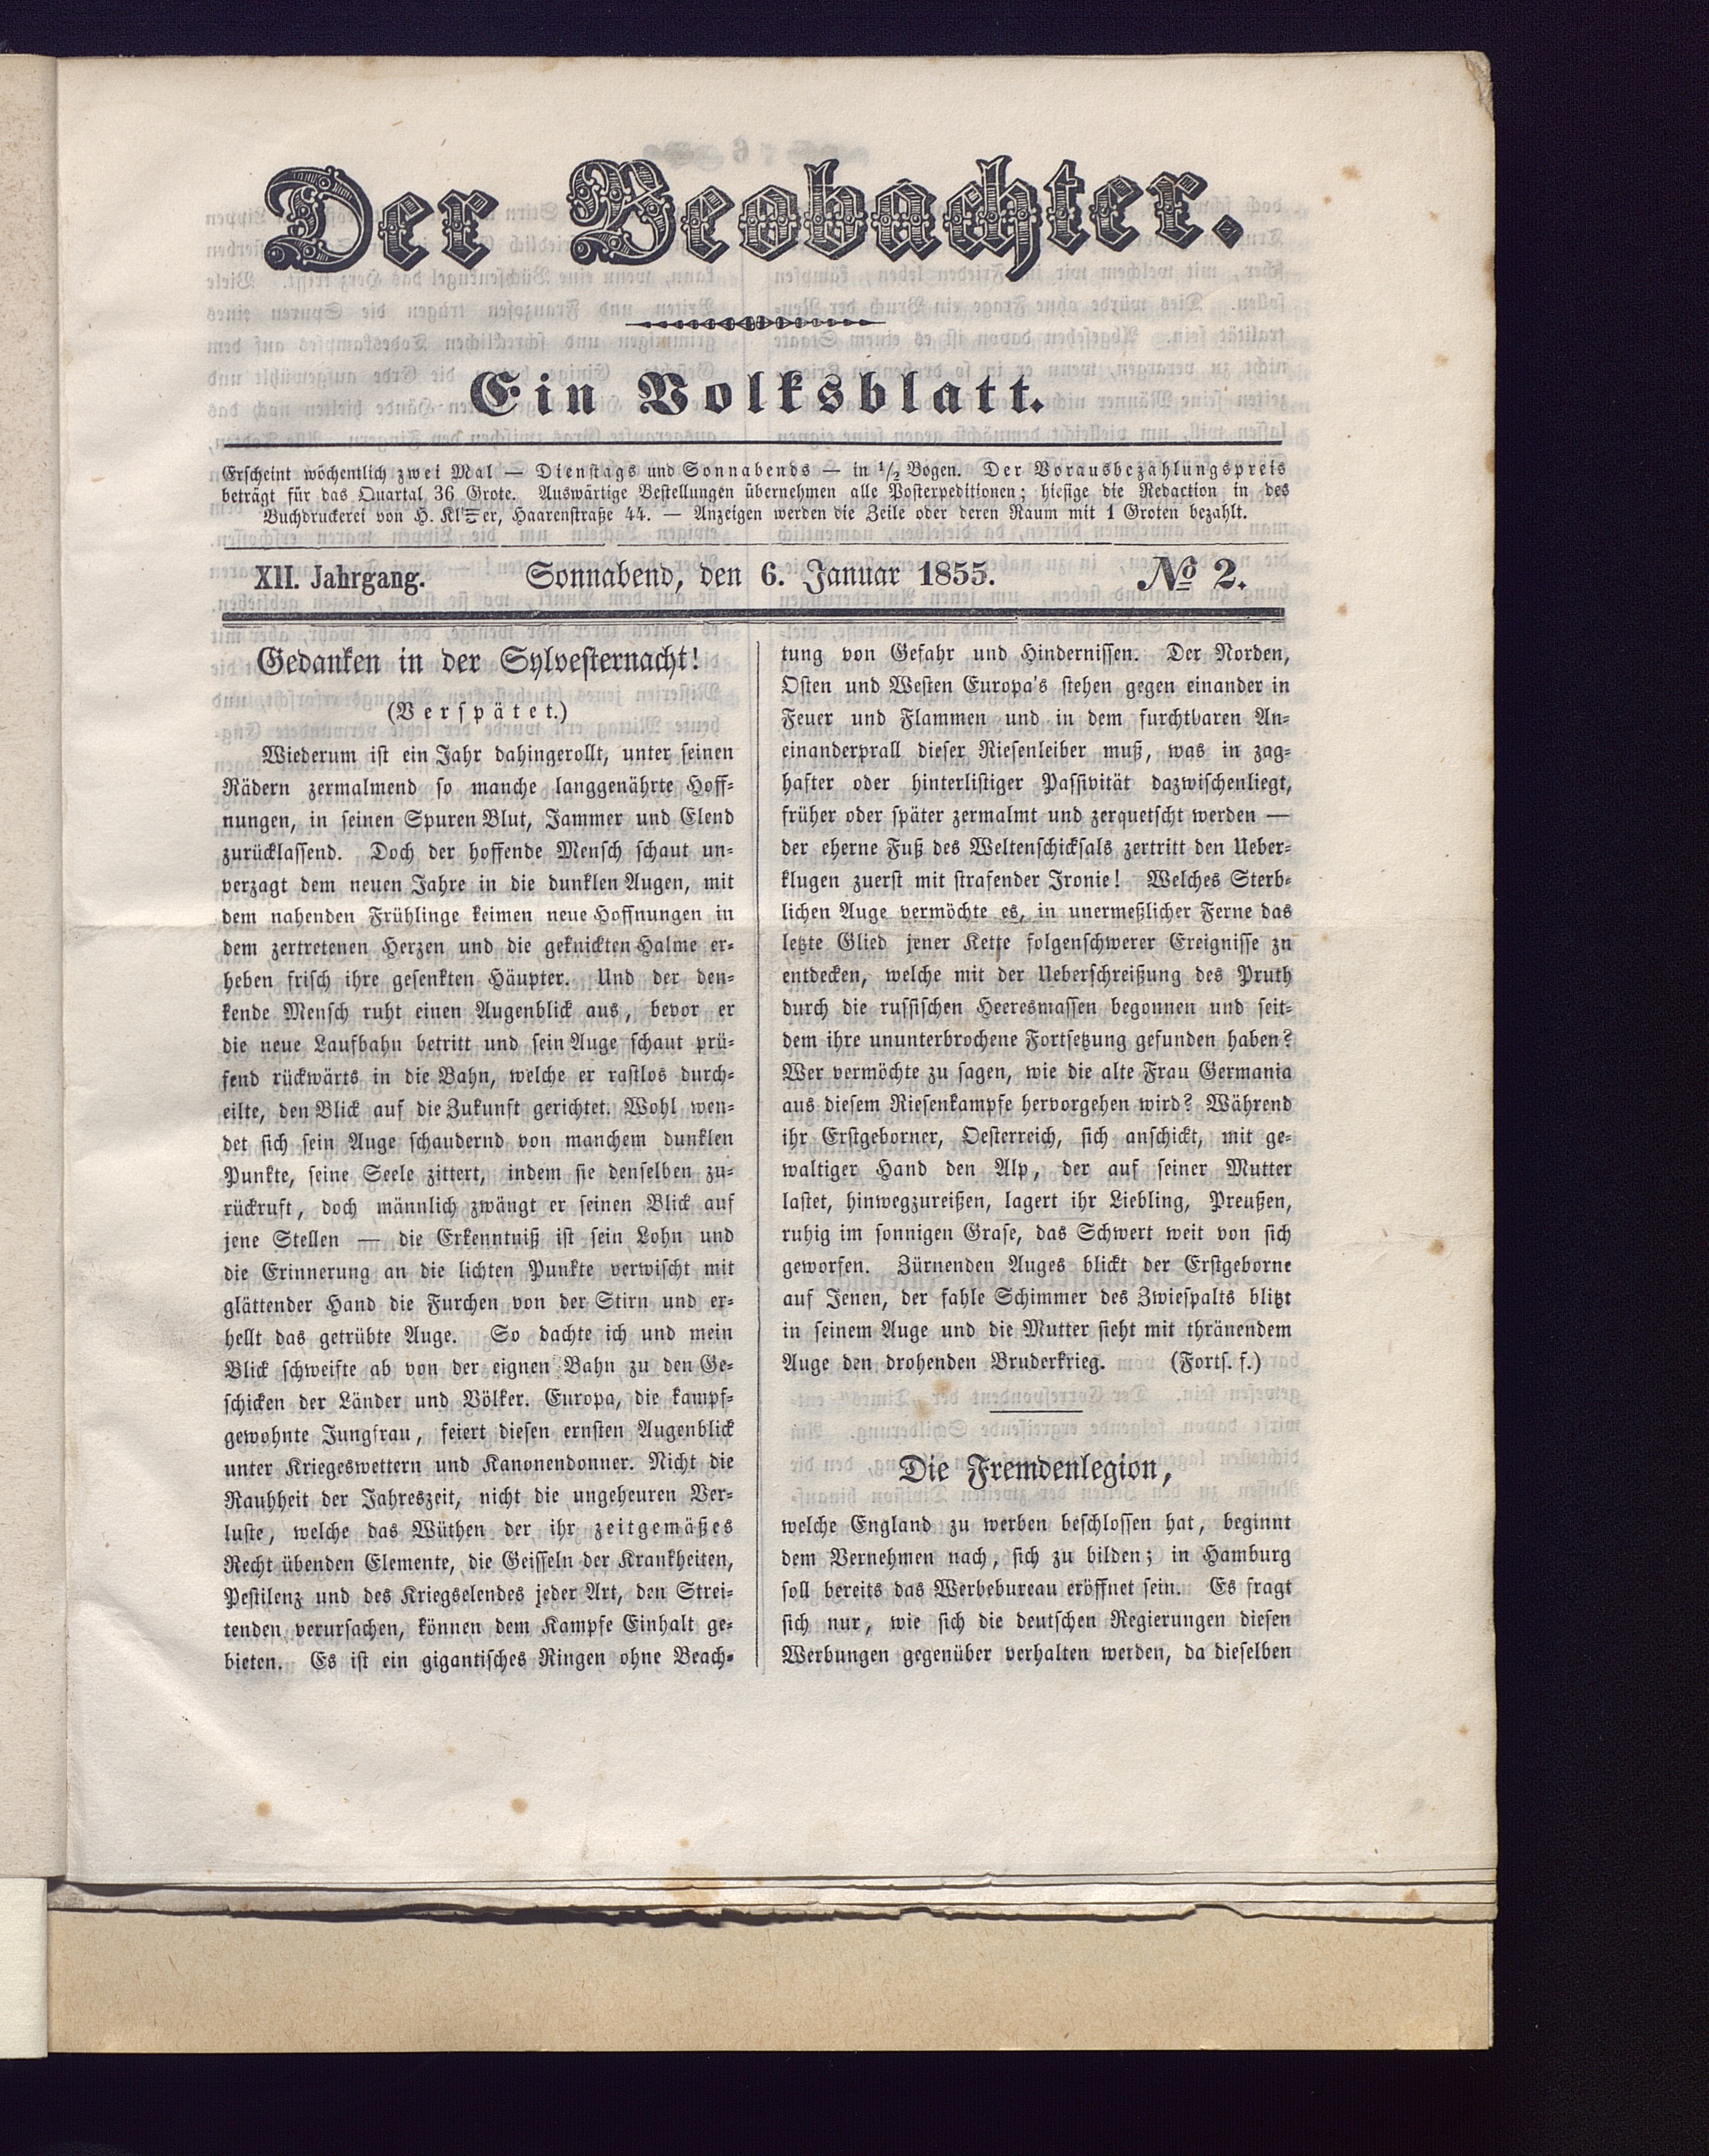 Der Beobachter.
Ein Volksblatt.
Erscheint wöchentlich zwei Mal — Dienstags und Sonnabends — in 1/2 Bogen. Der Vorausbezahlungspreis
beträgt für das Quartal 36 Grote. Auswärtige Bestellungen übernehmen alle Postexpeditionen; hiesige die Redaction in des
Buchdruckerei von H. Haarenstraße 44. — Anzeigen werden die Zeile oder deren Raum mit 1 Groten bezahlt.
XII. Jahrgang. Sonnabend, den 6. Januar 1855. No 2.
Gedanken in der Sylvesternacht!
(Verspätet.)
Wiederum ist ein Jahr dahingerollt, unter seinen
Rädern zermalmend so manche langgenährte Hoff-
nungen, in seinen Spuren Blut, Jammer und Elend
zurücklassend. Doch der hoffende Mensch schaut un-
verzagt dem neuen Jahre in die dunklen Augen, mit
dem nahenden Frühlinge keimen neue Hoffnungen in
dem zertretenen Herzen und die geknickten Halme er-
heben frisch ihre gesenkten Häupter. Und der den-
kende Mensch ruht einen Augenblick aus, bevor er
die neue Laufbahn betritt und sein Auge schaut prü-
fend rückwärts in die Bahn, welche er rastlos durch-
eilte, den Blick auf die Zukunft gerichtet. Wohl wen-
det sich sein Auge schaudernd von manchem dunklen
Punkte, seine Seele zittert, indem sie denselben zu-
rückruft, doch männlich zwängt er seinen Blick auf
jene Stellen — die Erkenntniß ist sein Lohn und
die Erinnerung an die lichten Punkte verwischt mit
glättender Hand die Furchen von der Stirn und er-
hellt das getrübte Auge. So dachte ich und mein
Blick schweifte ab von der eignen Bahn zu den Ge-
schicken der Länder und Völker. Europa, die kampf-
gewohnte Jungfrau, feiert diesen ernsten Augenblick
unter Kriegeswettern und Kanonendonner. Nicht die
Rauhheit der Jahreszeit, nicht die ungeheuren Ver-
luste, welche das Wüthen der ihr zeitgemäßes
Recht übenden Elemente, die Geisseln der Krankheiten,
Pestilenz und des Kriegselendes jeder Art, den Strei-
tenden verursachen, können dem Kampfe Einhalt ge-
bieten. Es ist ein gigantisches Ringen ohne Beach-
tung von Gefahr und Hindernissen. Der Norden,
Osten und Westen Europa's stehen gegen einander in
Feuer und Flammen und in dem furchtbaren An-
einanderprall dieser Riesenleiber muß, was in zag-
hafter oder hinterlistiger Passivität dazwischenliegt,
früher oder später zermalmt und zerquetscht werden —
der eherne Fuß des Weltenschicksals zertritt den Ueber-
klugen zuerst mit strafender Ironie! Welches Sterb-
lichen Auge vermöchte es, in unermeßlicher Ferne das
letzte Glied jener Kette folgenschwerer Ereignisse zu
entdecken, welche mit der Ueberschreißung des Pruth
durch die russischen Heeresmassen begonnen und seit-
dem ihre ununterbrochene Fortsetzung gefunden haben?
Wer vermöchte zu sagen, wie die alte Frau Germania
aus diesem Riesenkampfe hervorgehen wird? Während
ihr Erstgeborner, Oesterreich, sich anschickt, mit ge-
waltiger Hand den Alp, der auf seiner Mutter
lastet, hinwegzureißen, lagert ihr Liebling, Preußen,
ruhig im sonnigen Grase, das Schwert weit von sich
geworfen. Zürnenden Auges blickt der Erstgeborne
auf Jenen, der fahle Schimmer des Zwiespalts blitzt
in seinem Auge und die Mutter sieht mit thränendem
Auge den drohenden Bruderkrieg. (Forts. f.)
Die Fremdenlegion,
welche England zu werben beschlossen hat, beginnt
dem Vernehmen nach, sich zu bilden; in Hamburg
soll bereits das Werbebureau eröffnet sein. Es fragt
sich nur, wie sich die deutschen Regierungen diesen
Werbungen gegenüber verhalten werden, da dieselben